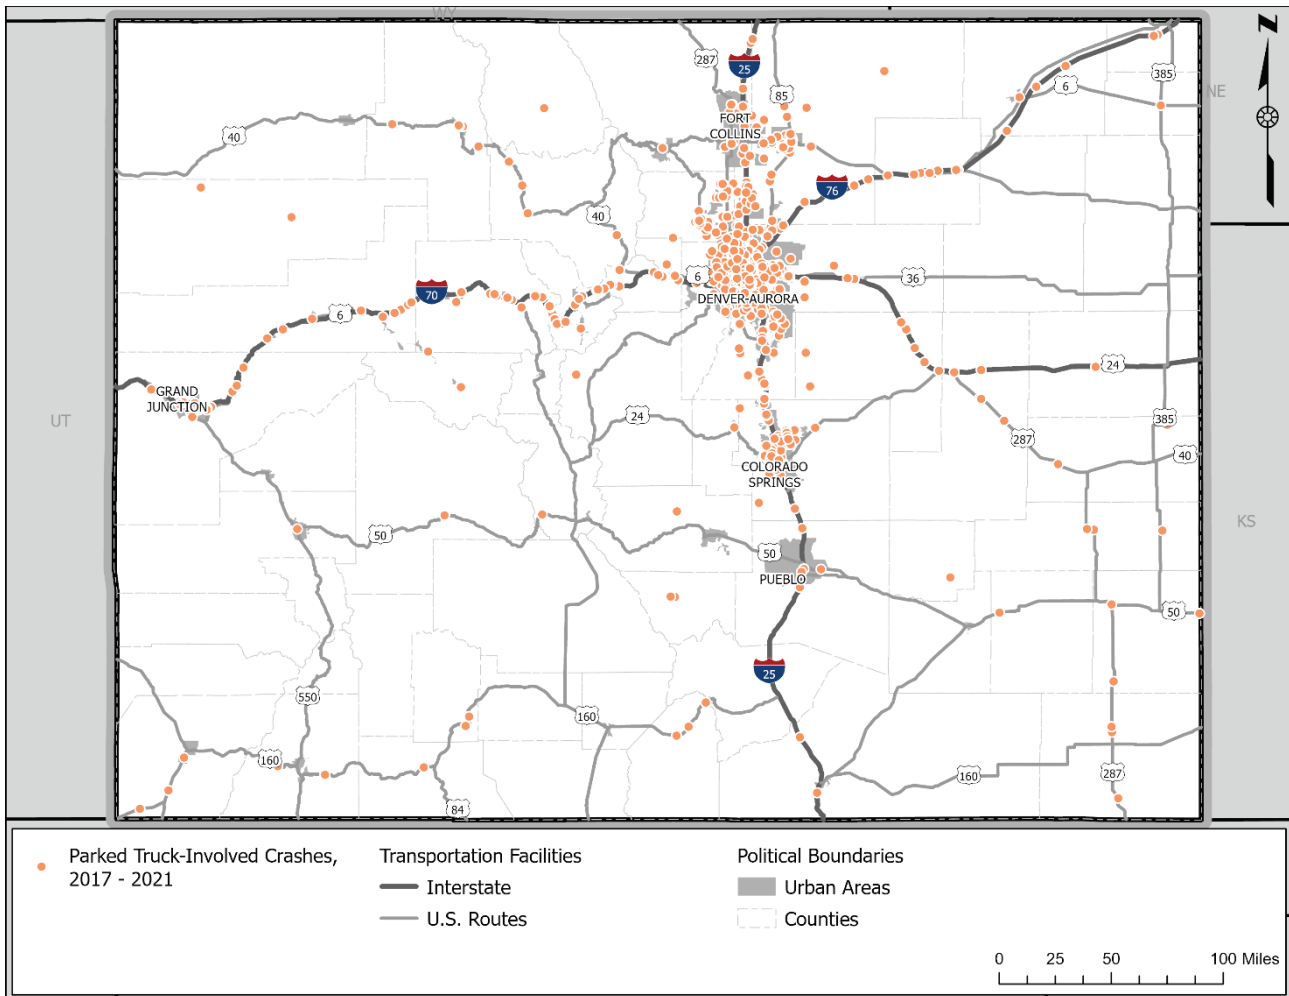 WY
Z
287
25
85
6
385
NE
FORT
COLLINS
40
76
40
6
36
70
DENVER-AURORA
6
24
GRAND
JUNCTION
UT
24
385
287
40
COLORADO
SPRINGS
50
50
KS
PUEBLO
50
25
550
160
160
160
287
84
Parked Truck-Involved Crashes,
2017 - 2021
Transportation Facilities
Interstate
U.S. Routes
Political Boundaries
Urban Areas
Counties
0 25 50 100 Miles